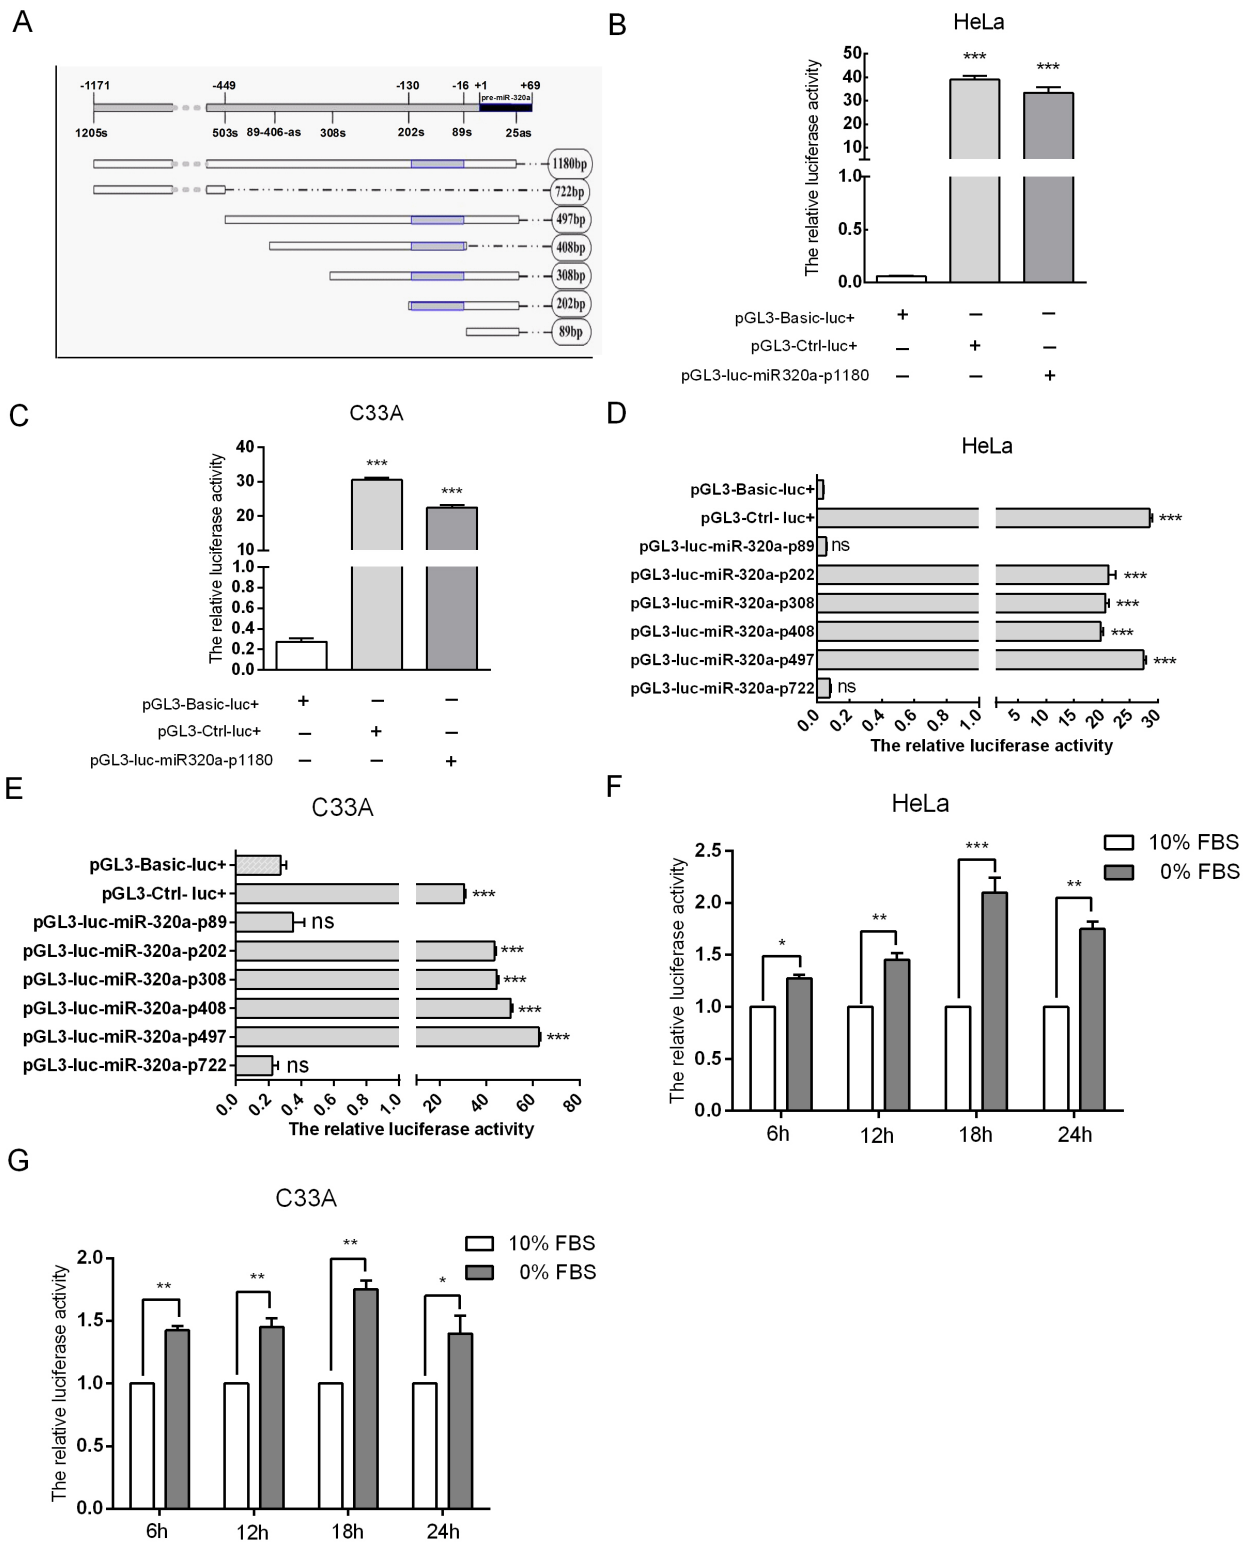 A
-1171 -449 -130 -16 +1 +69
pre-miR-320a
1205s 503s 89-406-as 308s 202s 89s 25as
1180bp
722bp
497bp
408bp
308bp
202bp
89bp
B
HeLa
The relative luciferase activity
50
40
30
20
10
1.0
0.5
0.0
*** ***
pGL3-Basic-luc+ + – –
pGL3-Ctrl-luc+ – + –
pGL3-luc-miR320a-p1180 – – +
C
C33A
The relative luciferase activity
40
30
20
10
1.0
0.8
0.6
0.4
0.2
0.0
*** ***
pGL3-Basic-luc+ + – –
pGL3-Ctrl-luc+ – + –
pGL3-luc-miR320a-p1180 – – +
D
HeLa
pGL3-Basic-luc+
pGL3-Ctrl- luc+ ***
pGL3-luc-miR-320a-p89 ns
pGL3-luc-miR-320a-p202 ***
pGL3-luc-miR-320a-p308 ***
pGL3-luc-miR-320a-p408 ***
pGL3-luc-miR-320a-p497 ***
pGL3-luc-miR-320a-p722 ns
0.0 0.2 0.4 0.6 0.8 1.0 5 10 15 20 25 30
The relative luciferase activity
E
C33A
pGL3-Basic-luc+
pGL3-Ctrl- luc+ ***
pGL3-luc-miR-320a-p89 ns
pGL3-luc-miR-320a-p202 ***
pGL3-luc-miR-320a-p308 ***
pGL3-luc-miR-320a-p408 ***
pGL3-luc-miR-320a-p497 ***
pGL3-luc-miR-320a-p722 ns
0.0 0.2 0.4 0.6 0.8 1.0 20 40 60 80
The relative luciferase activity
F
HeLa
10% FBS
0% FBS
The relative luciferase activity
2.5
2.0
1.5
1.0
0.5
0.0
* ** *** **
6h 12h 18h 24h
G
C33A
10% FBS
0% FBS
The relative luciferase activity
2.0
1.5
1.0
0.5
0.0
** ** ** *
6h 12h 18h 24h